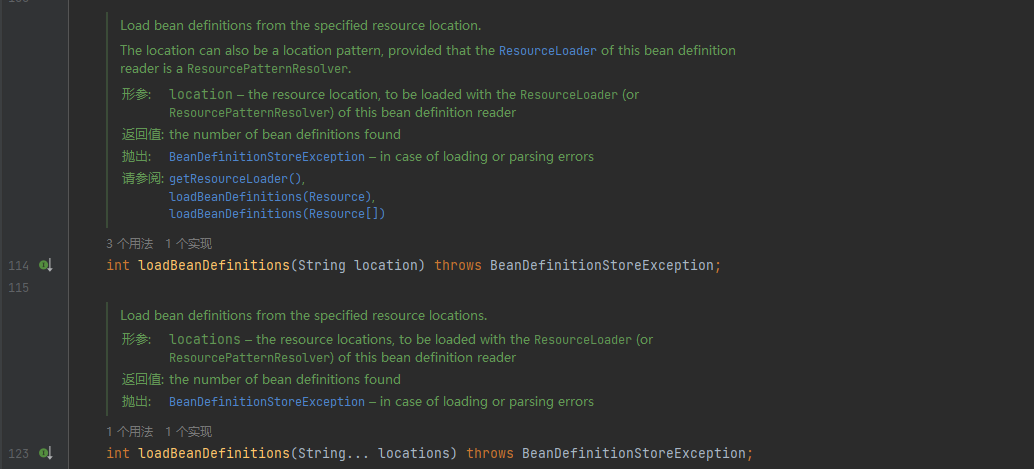 Load bean definitions from the specified resource location.
The location can also be a location pattern, provided that the ResourceLoader of this bean definition
reader is a ResourcePatternResolver.
形参: location – the resource location, to be loaded with the ResourceLoader (or
ResourcePatternResolver) of this bean definition reader
返回值: the number of bean definitions found
抛出: BeanDefinitionStoreException – in case of loading or parsing errors
请参阅: getResourceLoader(),
loadBeanDefinitions(Resource),
loadBeanDefinitions(Resource[])
3 个用法 1 个实现
114 int loadBeanDefinitions(String location) throws BeanDefinitionStoreException;
115
Load bean definitions from the specified resource locations.
形参: locations – the resource locations, to be loaded with the ResourceLoader (or
ResourcePatternResolver) of this bean definition reader
返回值: the number of bean definitions found
抛出: BeanDefinitionStoreException – in case of loading or parsing errors
1 个用法 1 个实现
123 int loadBeanDefinitions(String... locations) throws BeanDefinitionStoreException;